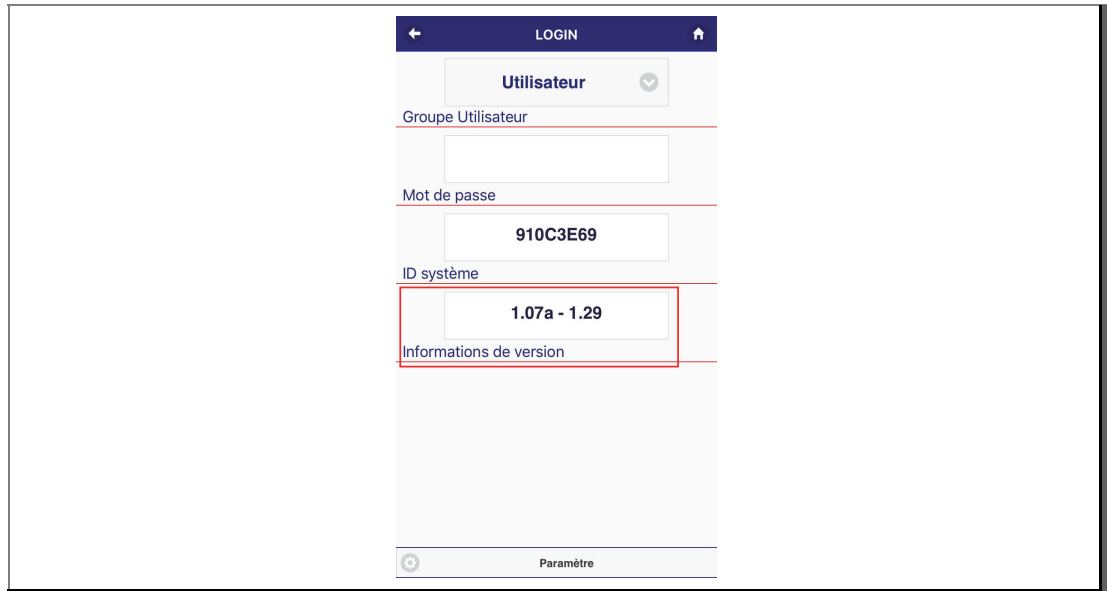 LOGIN
Utilisateur
Groupe Utilisateur
Mot de passe
910C3E69
ID système
1.07a - 1.29
Informations de version
Paramètre